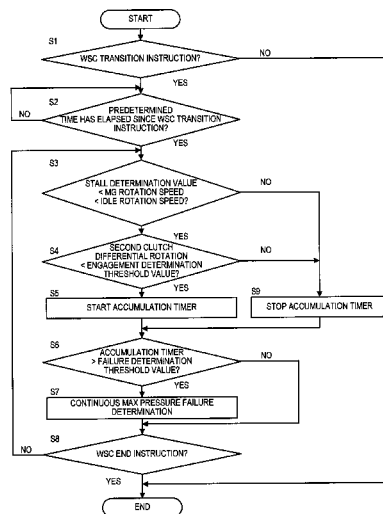 START
S1
NO
WSC TRANSITION INSTRUCTION?
YES
S2
PREDETERMINED
TIME HAS ELAPSED SINCE WSC TRANSITION
INSTRUCTION?
NO
YES
S3
STALL DETERMINATION VALUE
< MG ROTATION SPEED
< IDLE ROTATION SPEED?
NO
YES
S4
SECOND CLUTCH
DIFFERENTIAL ROTATION
< ENGAGEMENT DETERMINATION
THRESHOLD VALUE?
NO
YES
S5
START ACCUMULATION TIMER
S9
STOP ACCUMULATION TIMER
S6
ACCUMULATION TIMER
> FAILURE DETERMINATION
THRESHOLD VALUE?
NO
YES
S7
CONTINUOUS MAX PRESSURE FAILURE
DETERMINATION
S8
NO
WSC END INSTRUCTION?
YES
END